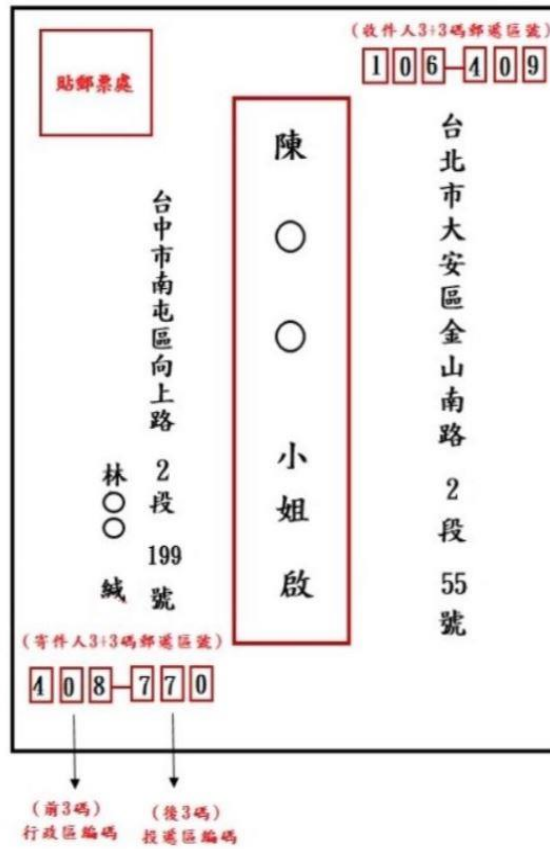 (收件人3+3碼郵遞區號)
106-409
貼郵票處
台北市大安區金山南路 2 段 55 號
陳○○ 小姐 啟
台中市南屯區向上路 2 段 199 號
林○○ 緘
(寄件人3+3碼郵遞區號)
408-770
(前3碼)
行政區編碼
(後3碼)
投遞區編碼